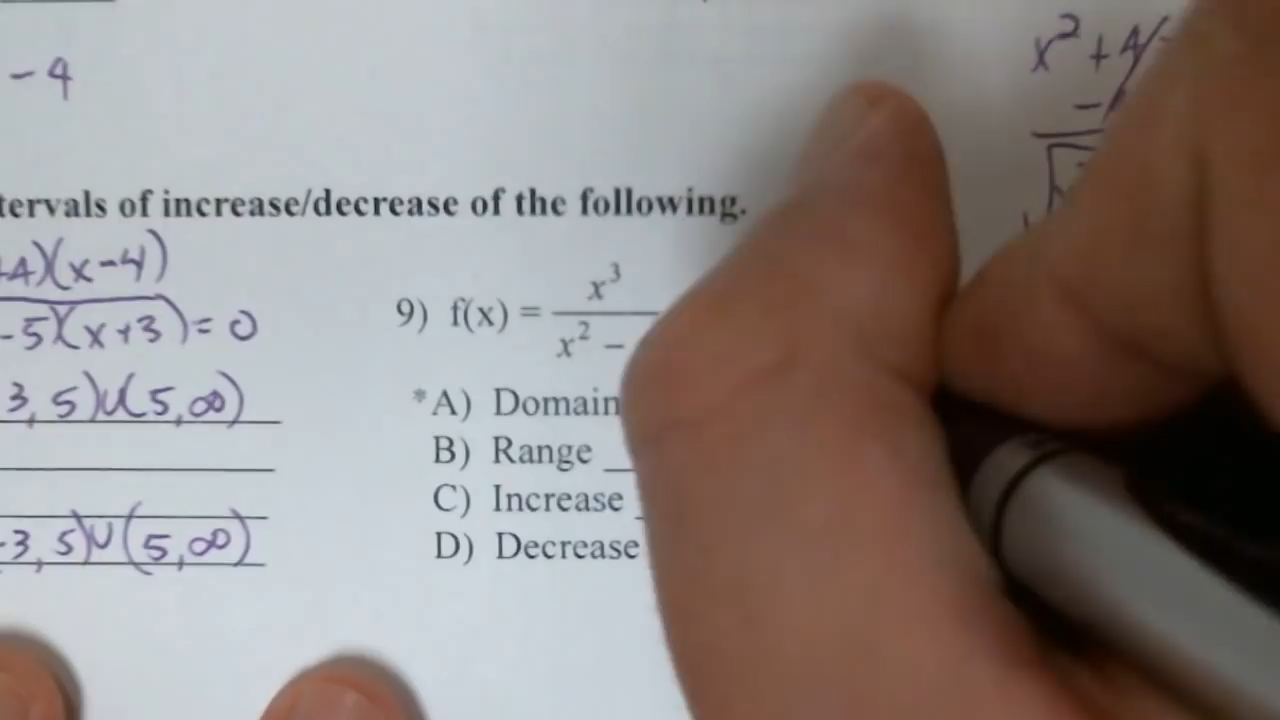 - 4
x² + 4
-
tervals of increase/decrease of the following.
+4)(x-4)
-5)(x+3) = 0
3, 5)∪(5,∞)
-3, 5)∪(5,∞)
9) f(x) = x³ / x² -
*A) Domain
B) Range
C) Increase
D) Decrease